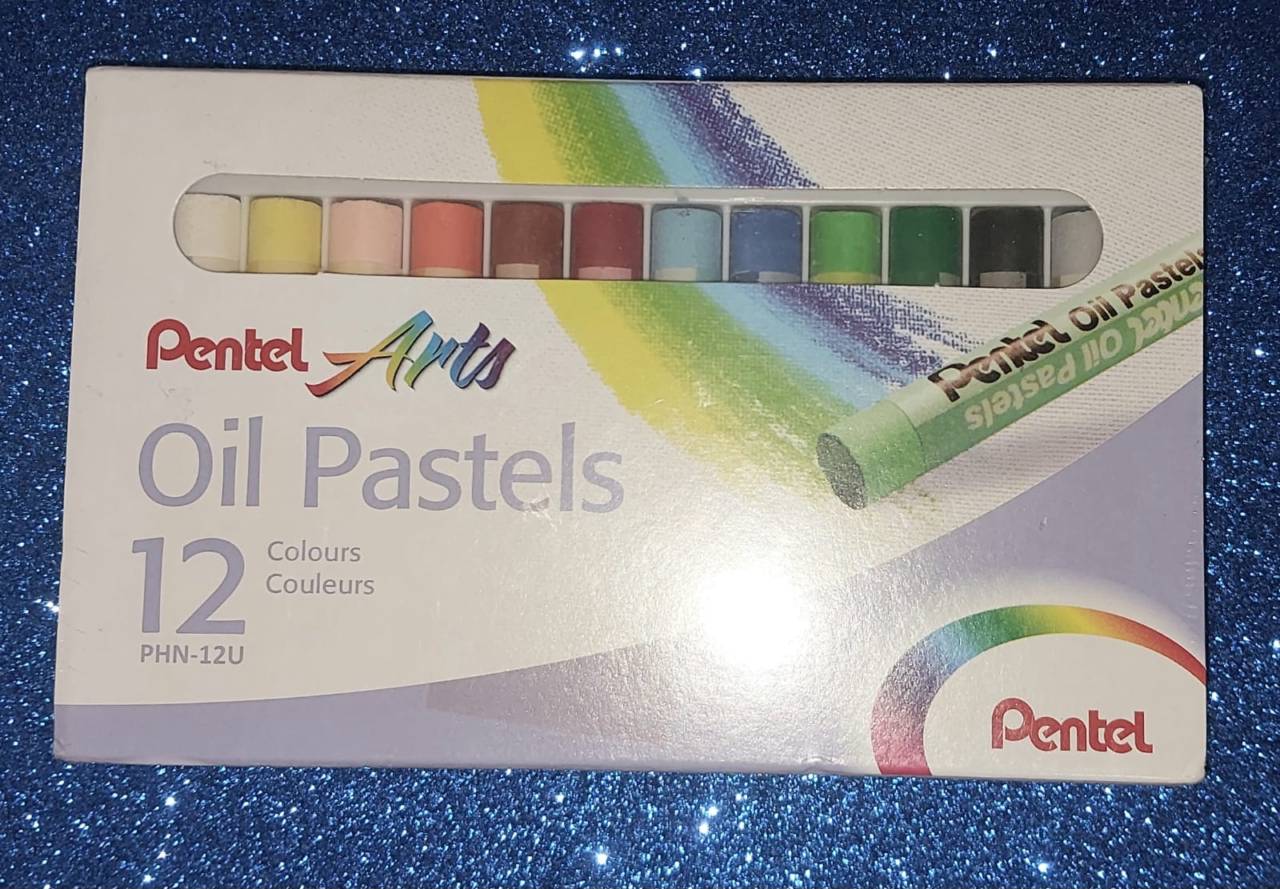 Pentel Arts
Oil Pastels
12 Colours
Couleurs
PHN-12U
Pentel Oil Pastels
Pentel Oil Pastels
Pentel